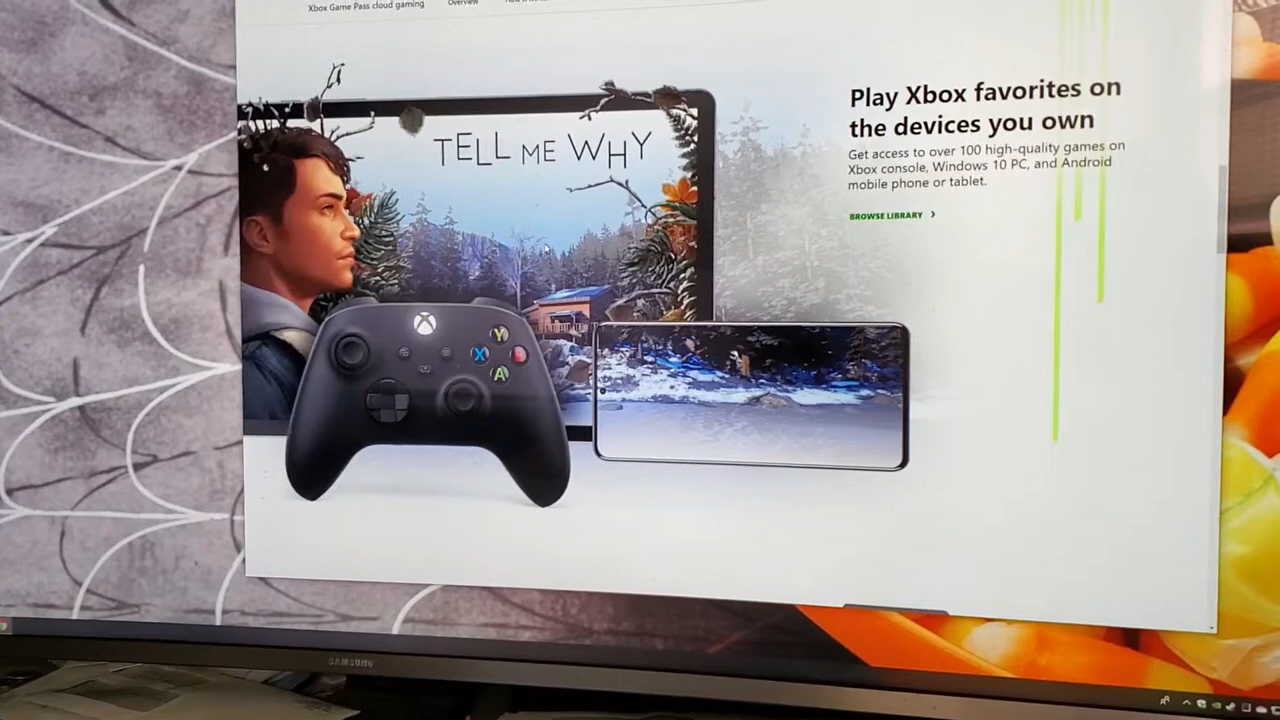 Xbox Game Pass cloud gaming
Overview
TELL ME WHY
Play Xbox favorites on
the devices you own
Get access to over 100 high-quality games on
Xbox console, Windows 10 PC, and Android
mobile phone or tablet.
BROWSE LIBRARY
Y
X
A
SAMSUNG